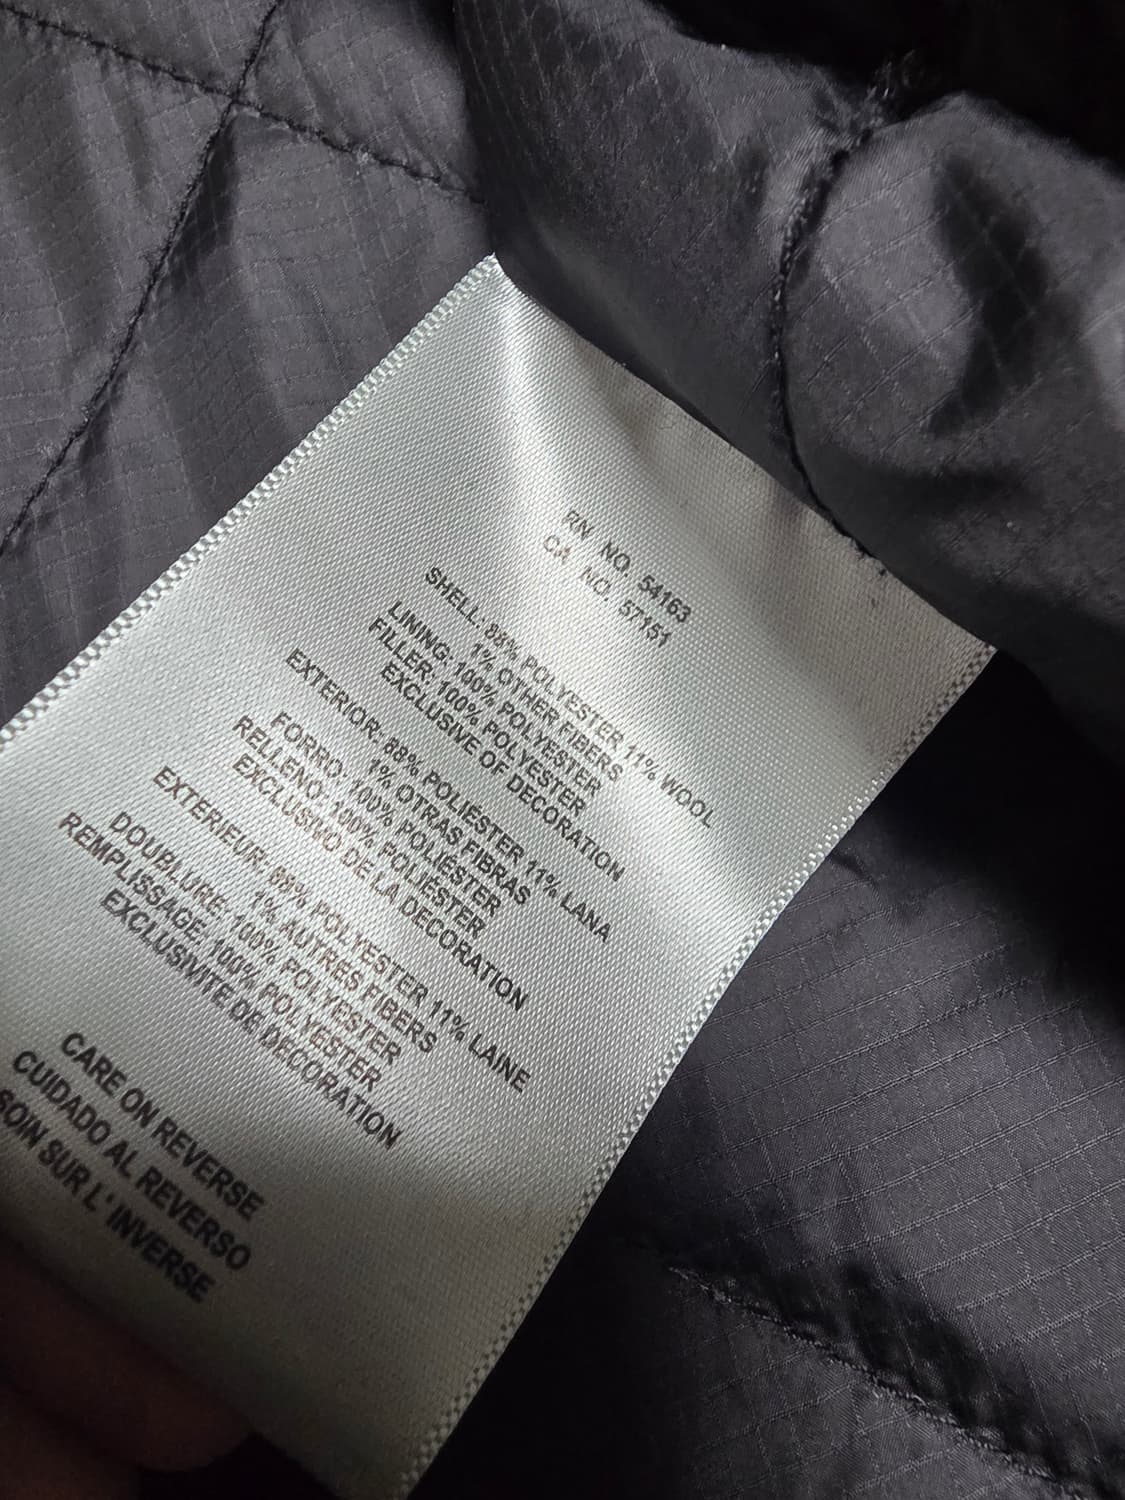 RN NO. 54163
CA NO. 57151
SHELL: 88% POLYESTER 11% WOOL
1% OTHER FIBERS
LINING: 100% POLYESTER
FILLER: 100% POLYESTER
EXCLUSIVE OF DECORATION
EXTERIOR: 88% POLIÉSTER 11% LANA
1% OTRAS FIBRAS
FORRO: 100% POLIÉSTER
RELLENO: 100% POLIESTER
EXCLUSIVO DE LA DECORATION
EXTERIEUR: 88% POLYESTER 11% LAINE
1% AUTRES FIBERS
DOUBLURE: 100% POLYESTER
REMPLISSAGE: 100% POLYESTER
EXCLUSIVITE DE DECORATION
CARE ON REVERSE
CUIDADO AL REVERSO
SOIN SUR L' INVERSE